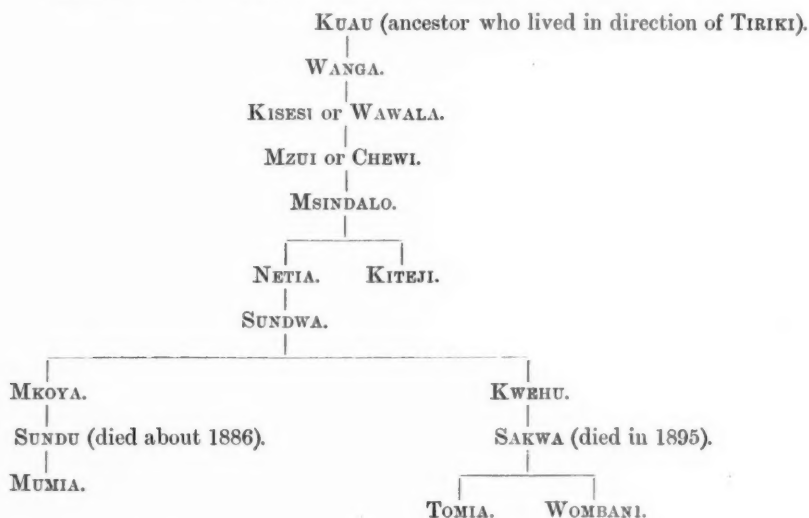 KUAU (ancestor who lived in direction of TIRIKI).
WANGA.
KISESI or WAWALA.
MZUI or CHEWI.
MSINDALO.
NETIA. KITEJI.
SUNDWA.
MKOYA. KWEHU.
SUNDU (died about 1886). SAKWA (died in 1895).
MUMIA.
TOMIA. WOMBANI.